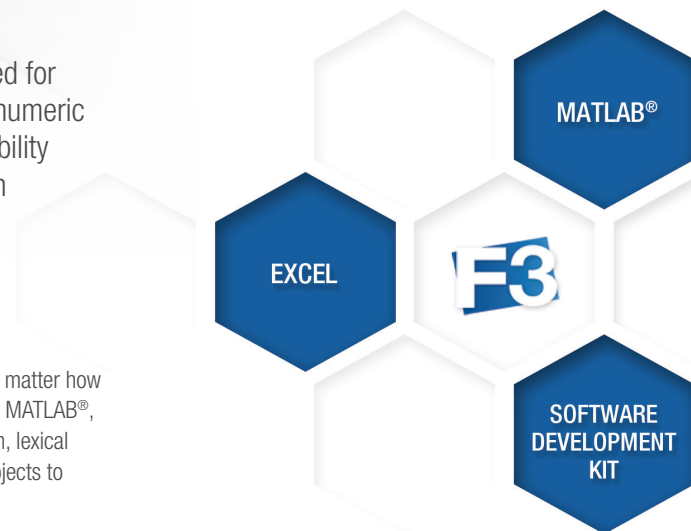 ed for
numeric
bility
n
matter how
MATLAB®,
n, lexical
jects to
MATLAB®
EXCEL
F3
SOFTWARE
DEVELOPMENT
KIT